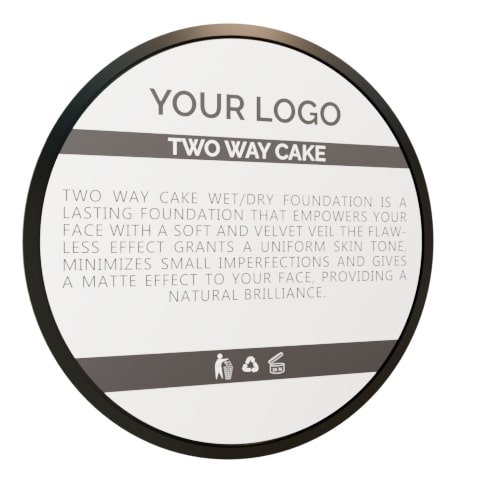 YOUR LOGO
TWO WAY CAKE
TWO WAY CAKE WET/DRY FOUNDATION IS A
LASTING FOUNDATION THAT EMPOWERS YOUR
FACE WITH A SOFT AND VELVET VEIL THE FLAW-
LESS EFFECT GRANTS A UNIFORM SKIN TONE,
MINIMIZES SMALL IMPERFECTIONS AND GIVES
A MATTE EFFECT TO YOUR FACE, PROVIDING A
NATURAL BRILLIANCE.